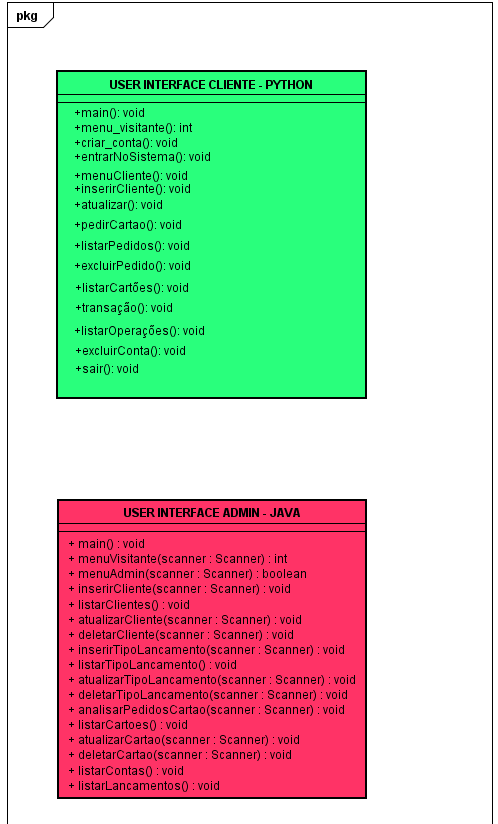 pkg
USER INTERFACE CLIENTE - PYTHON
+main(): void
+menu_visitante(): int
+criar_conta(): void
+entrarNoSistema(): void
+menuCliente(): void
+inserirCliente(): void
+atualizar(): void
+pedirCartao(): void
+listarPedidos(): void
+excluirPedido(): void
+listarCartões(): void
+transação(): void
+listarOperações(): void
+excluirConta(): void
+sair(): void
USER INTERFACE ADMIN - JAVA
+ main() : void
+ menuVisitante(scanner : Scanner) : int
+ menuAdmin(scanner : Scanner) : boolean
+ inserirCliente(scanner : Scanner) : void
+ listarClientes() : void
+ atualizarCliente(scanner : Scanner) : void
+ deletarCliente(scanner : Scanner) : void
+ inserirTipoLancamento(scanner : Scanner) : void
+ listarTipoLancamento() : void
+ atualizarTipoLancamento(scanner : Scanner) : void
+ deletarTipoLancamento(scanner : Scanner) : void
+ analisarPedidosCartao(scanner : Scanner) : void
+ listarCartoes() : void
+ atualizarCartao(scanner : Scanner) : void
+ deletarCartao(scanner : Scanner) : void
+ listarContas() : void
+ listarLancamentos() : void